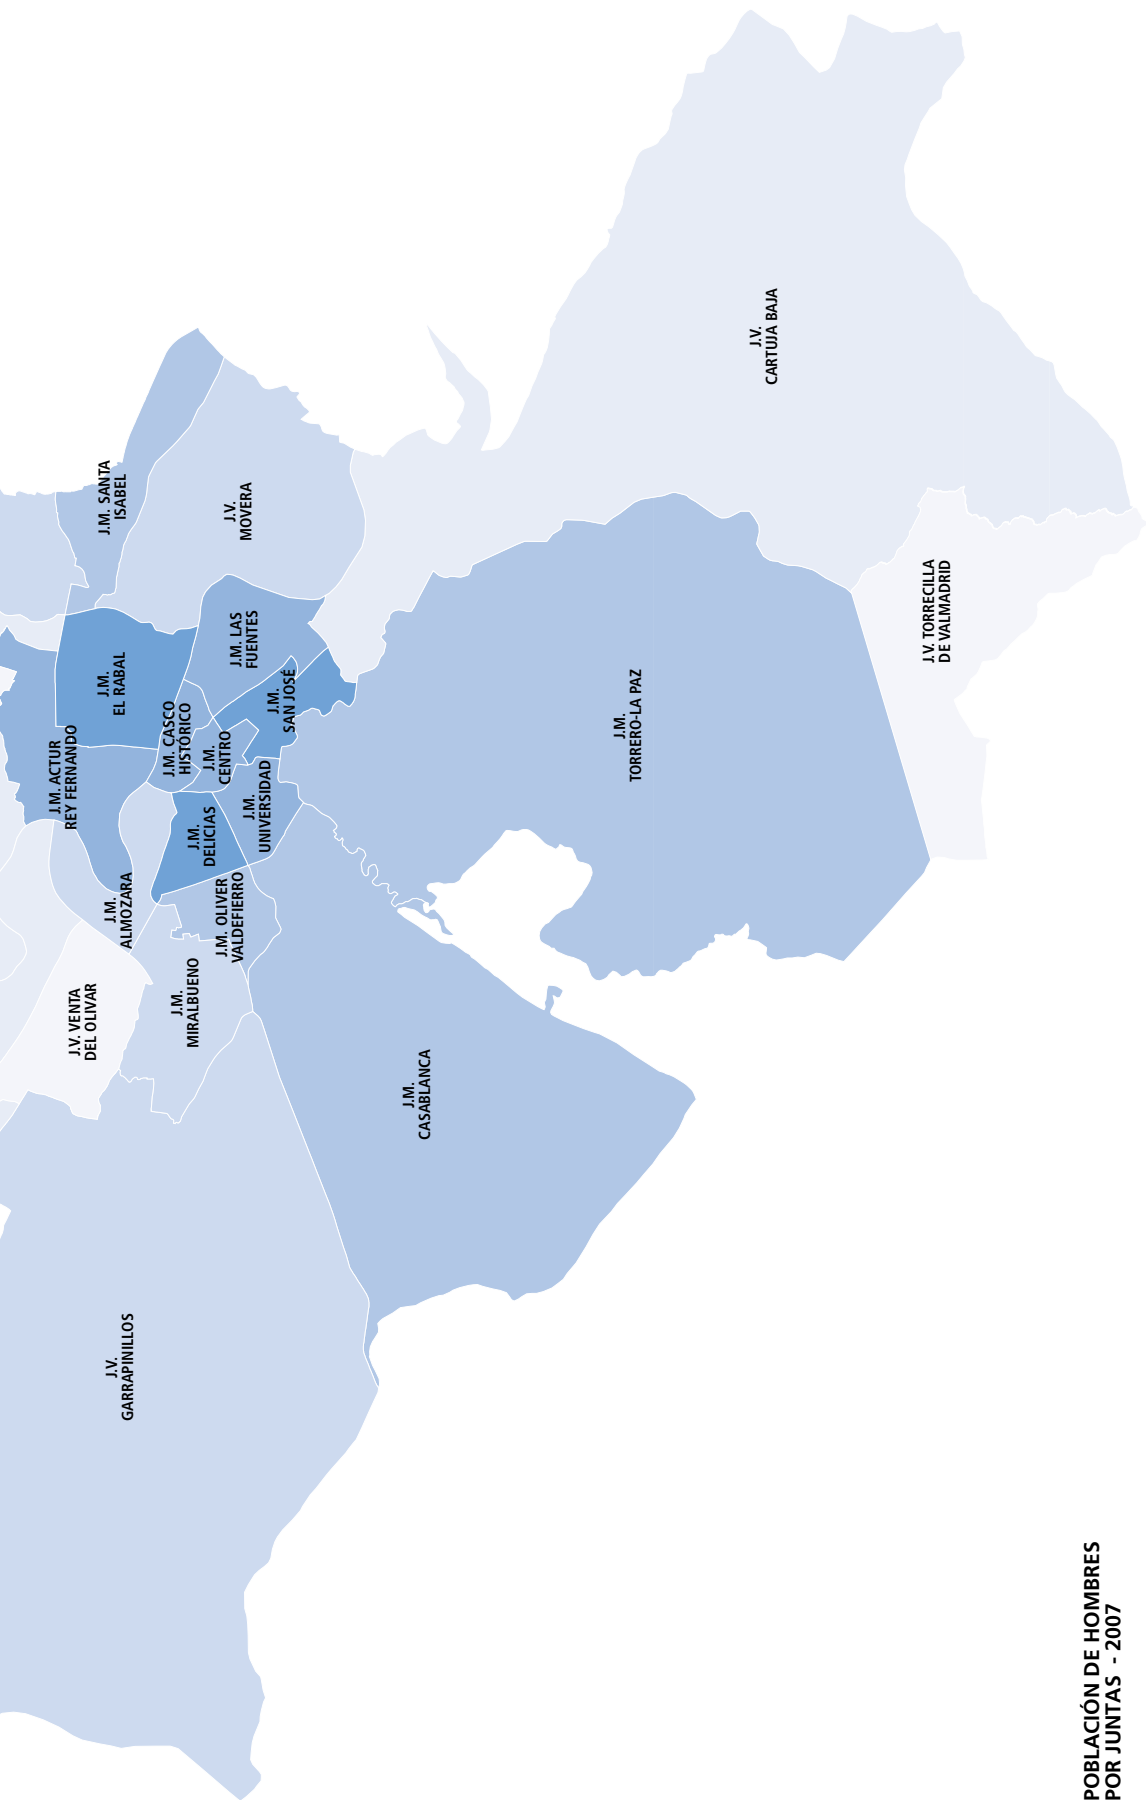 J.V.
CARTUJA BAJA
J.M. SANTA
ISABEL
J.V.
MOVERA
J.V. TORRECILLA
DE VALMADRID
J.M. LAS
FUENTES
J.M.
EL RABAL
J.M.
SAN JOSÉ
J.M. CASCO
HISTÓRICO
J.M.
CENTRO
J.M.
TORRERO-LA PAZ
J.M. ACTUR
REY FERNANDO
J.M.
UNIVERSIDAD
J.M.
DELICIAS
J.M.
ALMOZARA
J.M. OLIVER
VALDEFIERRO
J.V. VENTA
DEL OLIVAR
J.M.
MIRALBUENO
J.M.
CASABLANCA
J.V.
GARRAPINILLOS
POBLACIÓN DE HOMBRES
POR JUNTAS - 2007